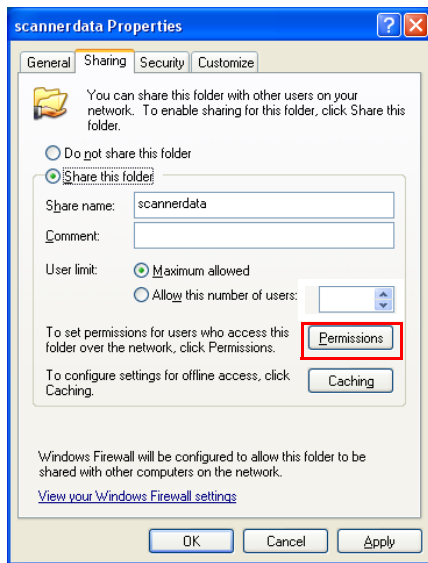 scannerdata Properties
General Sharing Security Customize
You can share this folder with other users on your
network. To enable sharing for this folder, click Share this
folder.
Do not share this folder
Share this folder
Share name: scannerdata
Comment:
User limit: Maximum allowed
Allow this number of users:
To set permissions for users who access this
folder over the network, click Permissions.
Permissions
To configure settings for offline access, click
Caching.
Caching
Windows Firewall will be configured to allow this folder to be
shared with other computers on the network.
View your Windows Firewall settings
OK Cancel Apply